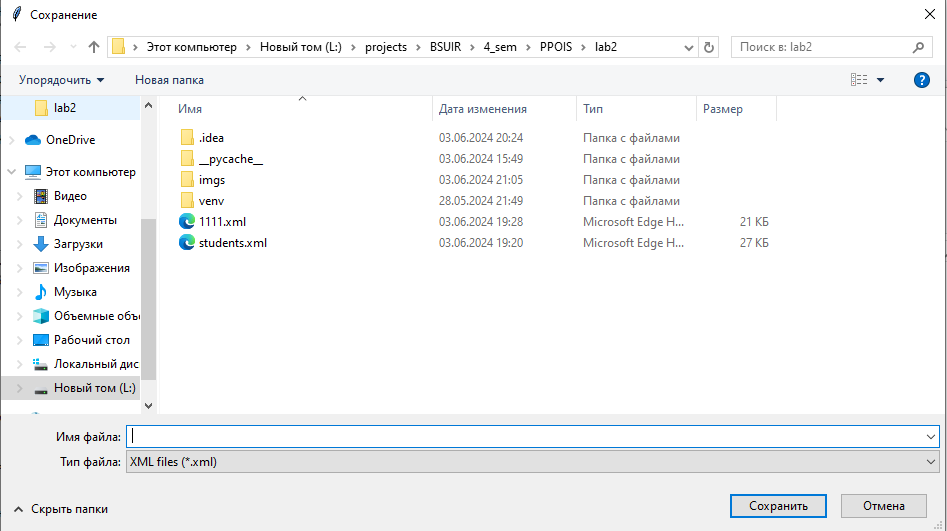 Сохранение
Этот компьютер > Новый том (L:) > projects > BSUIR > 4_sem > PPOIS > lab2
Поиск в: lab2
Упорядочить
Новая папка
lab2
OneDrive
Этот компьютер
Видео
Документы
Загрузки
Изображения
Музыка
Объемные объ
Рабочий стол
Локальный дис
Новый том (L:)
Имя Дата изменения Тип Размер
.idea 03.06.2024 20:24 Папка с файлами
__pycache__ 03.06.2024 15:49 Папка с файлами
imgs 03.06.2024 21:05 Папка с файлами
venv 28.05.2024 21:49 Папка с файлами
1111.xml 03.06.2024 19:28 Microsoft Edge H... 21 КБ
students.xml 03.06.2024 19:20 Microsoft Edge H... 27 КБ
Имя файла:
Тип файла: XML files (*.xml)
Скрыть папки
Сохранить
Отмена